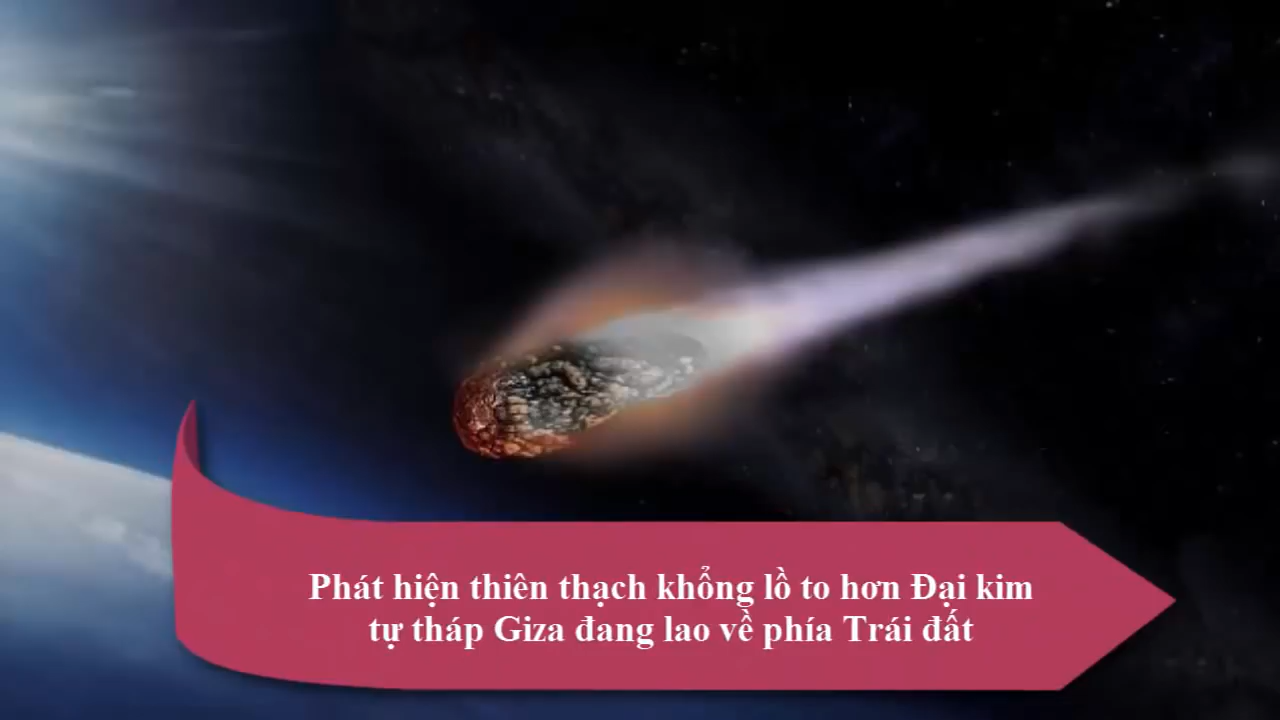 Phát hiện thiên thạch khổng lồ to hơn Đại kim
tự tháp Giza đang lao về phía Trái đất